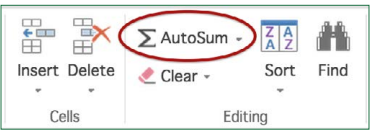 Σ AutoSum
A Z
Z A
Insert Delete
Clear
Sort
Find
Cells
Editing